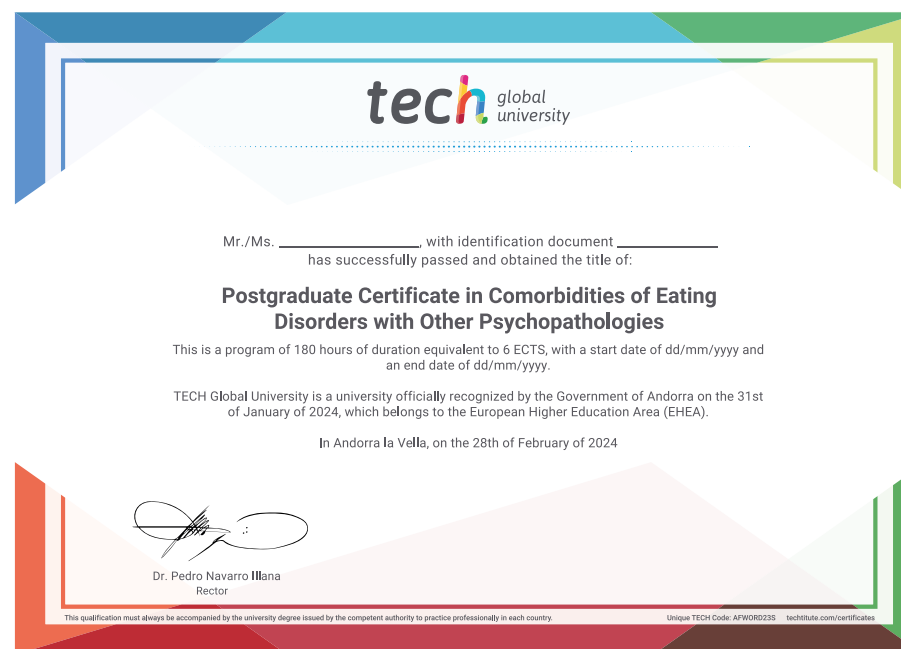 tech global
university
Mr./Ms. ____________, with identification document ____________
has successfully passed and obtained the title of:
Postgraduate Certificate in Comorbidities of Eating
Disorders with Other Psychopathologies
This is a program of 180 hours of duration equivalent to 6 ECTS, with a start date of dd/mm/yyyy and
an end date of dd/mm/yyyy.
TECH Global University is a university officially recognized by the Government of Andorra on the 31st
of January of 2024, which belongs to the European Higher Education Area (EHEA).
In Andorra la Vella, on the 28th of February of 2024
Dr. Pedro Navarro Illana
Rector
This qualification must always be accompanied by the university degree issued by the competent authority to practice professionally in each country.
Unique TECH Code: AFWORD23S techtitute.com/certificates